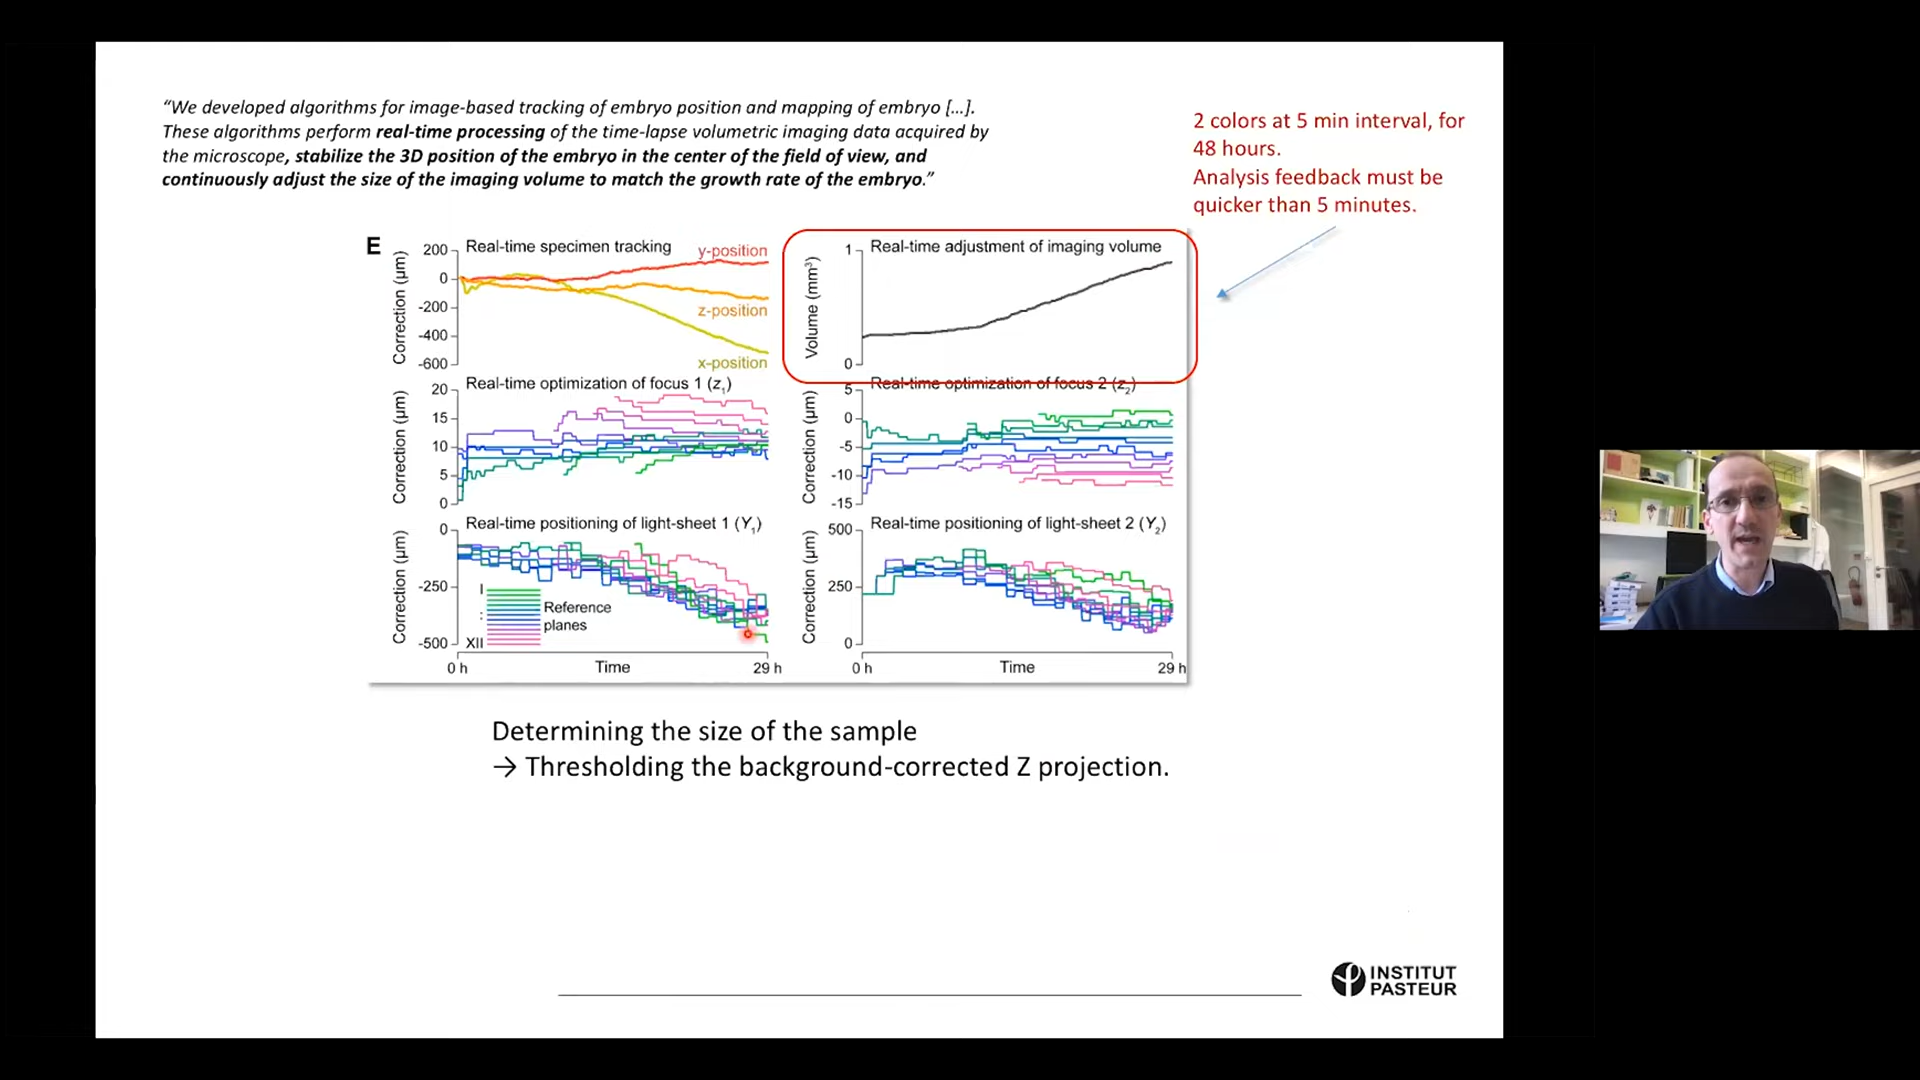 “We developed algorithms for image-based tracking of embryo position and mapping of embryo [...].
These algorithms perform real-time processing of the time-lapse volumetric imaging data acquired by
the microscope, stabilize the 3D position of the embryo in the center of the field of view, and
continuously adjust the size of the imaging volume to match the growth rate of the embryo.”
2 colors at 5 min interval, for
48 hours.
Analysis feedback must be
quicker than 5 minutes.
E
Real-time specimen tracking
Correction (µm)
200
0
-200
-400
-600
y-position
z-position
x-position
Real-time adjustment of imaging volume
Volume (mm³)
1
0
Real-time optimization of focus 1 (z₁)
Correction (µm)
20
15
10
5
0
Real-time optimization of focus 2 (z₂)
Correction (µm)
5
0
-5
-10
-15
Real-time positioning of light-sheet 1 (Y₁)
Correction (µm)
0
-250
-500
I
:
XII
Reference
planes
0 h
Time
29 h
Real-time positioning of light-sheet 2 (Y₂)
Correction (µm)
500
250
0
0 h
Time
29 h
Determining the size of the sample
→ Thresholding the background-corrected Z projection.
INSTITUT
PASTEUR